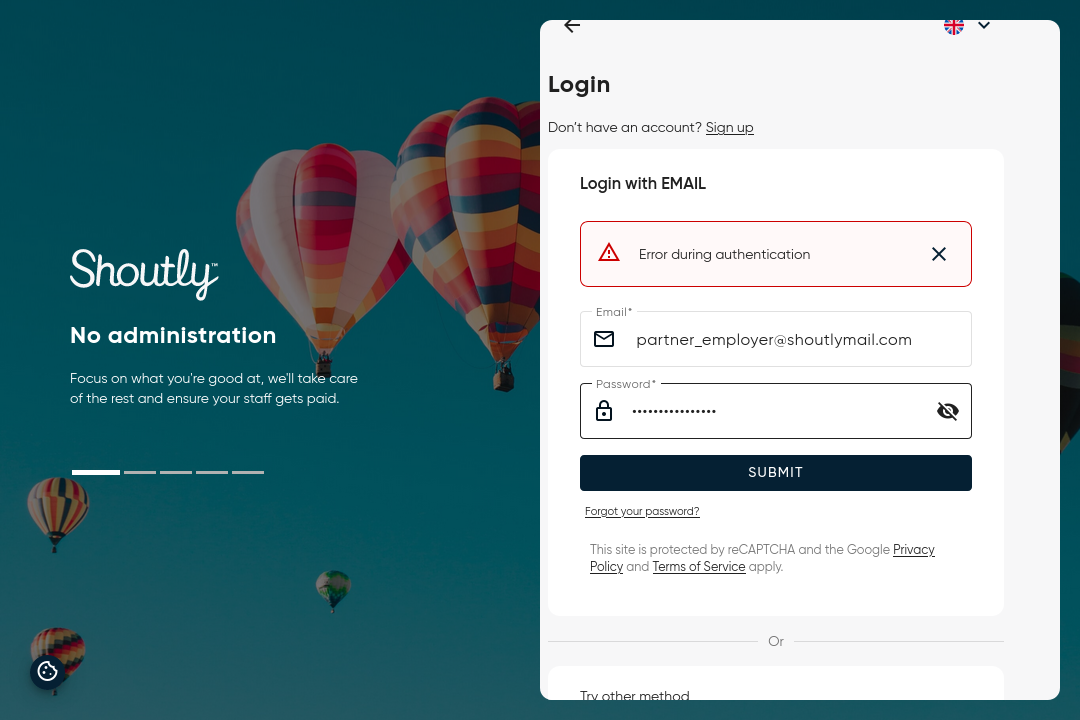 Shoutly™
No administration
Focus on what you're good at, we'll take care
of the rest and ensure your staff gets paid.
Login
Don't have an account? Sign up
Login with EMAIL
Error during authentication
Email*
partner_employer@shoutlymail.com
Password*
••••••••••••••••
SUBMIT
Forgot your password?
This site is protected by reCAPTCHA and the Google Privacy
Policy and Terms of Service apply.
Or
Try other method